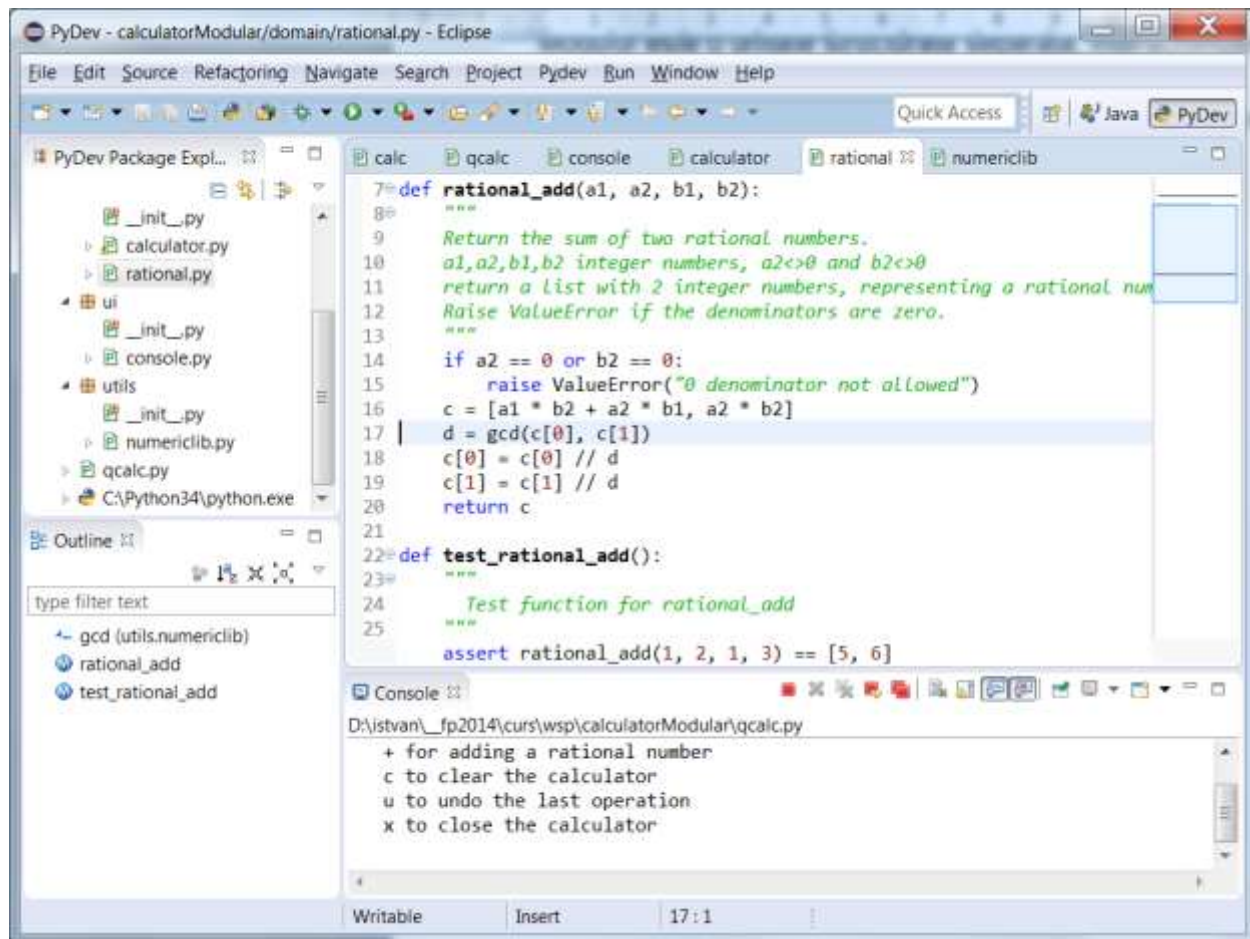 PyDev - calculatorModular/domain/rational.py - Eclipse
File Edit Source Refactoring Navigate Search Project Pydev Run Window Help
Quick Access Java PyDev
PyDev Package Expl...
__init__.py
calculator.py
rational.py
ui
__init__.py
console.py
utils
__init__.py
numericlib.py
qcalc.py
C:\Python34\python.exe
Outline
type filter text
gcd (utils.numericlib)
rational_add
test_rational_add
calc qcalc console calculator rational numericlib
7 def rational_add(a1, a2, b1, b2):
8 """
9 Return the sum of two rational numbers.
10 a1,a2,b1,b2 integer numbers, a2<>0 and b2<>0
11 return a list with 2 integer numbers, representing a rational num
12 Raise ValueError if the denominators are zero.
13 """
14 if a2 == 0 or b2 == 0:
15 raise ValueError("0 denominator not allowed")
16 c = [a1 * b2 + a2 * b1, a2 * b2]
17 d = gcd(c[0], c[1])
18 c[0] = c[0] // d
19 c[1] = c[1] // d
20 return c
21
22 def test_rational_add():
23 """
24 Test function for rational_add
25 """
assert rational_add(1, 2, 1, 3) == [5, 6]
Console
D:\istvan\__fp2014\curs\wsp\calculatorModular\qcalc.py
+ for adding a rational number
c to clear the calculator
u to undo the last operation
x to close the calculator
Writable Insert 17:1